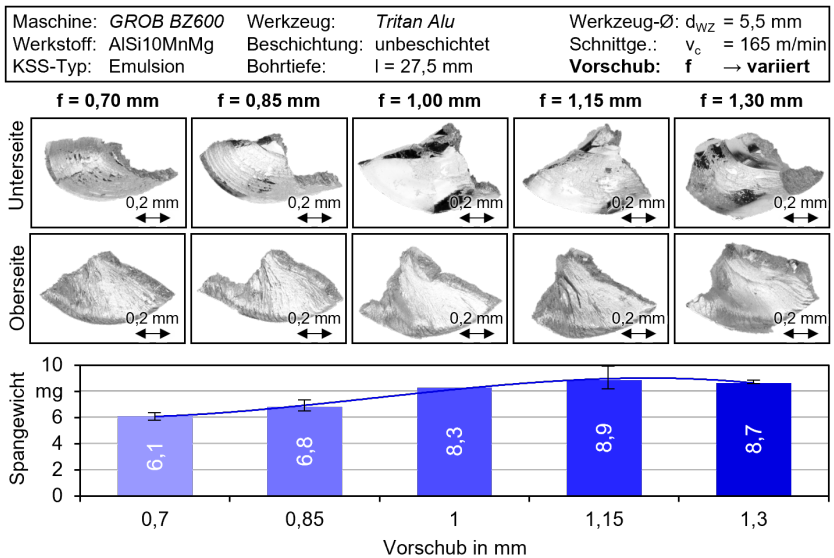 Maschine: GROB BZ600 Werkzeug: Tritan Alu Werkzeug-Ø: dWZ = 5,5 mm
Werkstoff: AlSi10MnMg Beschichtung: unbeschichtet Schnittge.: vc = 165 m/min
KSS-Typ: Emulsion Bohrtiefe: l = 27,5 mm Vorschub: f → variiert
f = 0,70 mm f = 0,85 mm f = 1,00 mm f = 1,15 mm f = 1,30 mm
Unterseite
0,2 mm 0,2 mm 0,2 mm 0,2 mm 0,2 mm
Oberseite
0,2 mm 0,2 mm 0,2 mm 0,2 mm 0,2 mm
Spangewicht
10
mg
6
4
2
0
6,1 6,8 8,3 8,9 8,7
0,7 0,85 1 1,15 1,3
Vorschub in mm